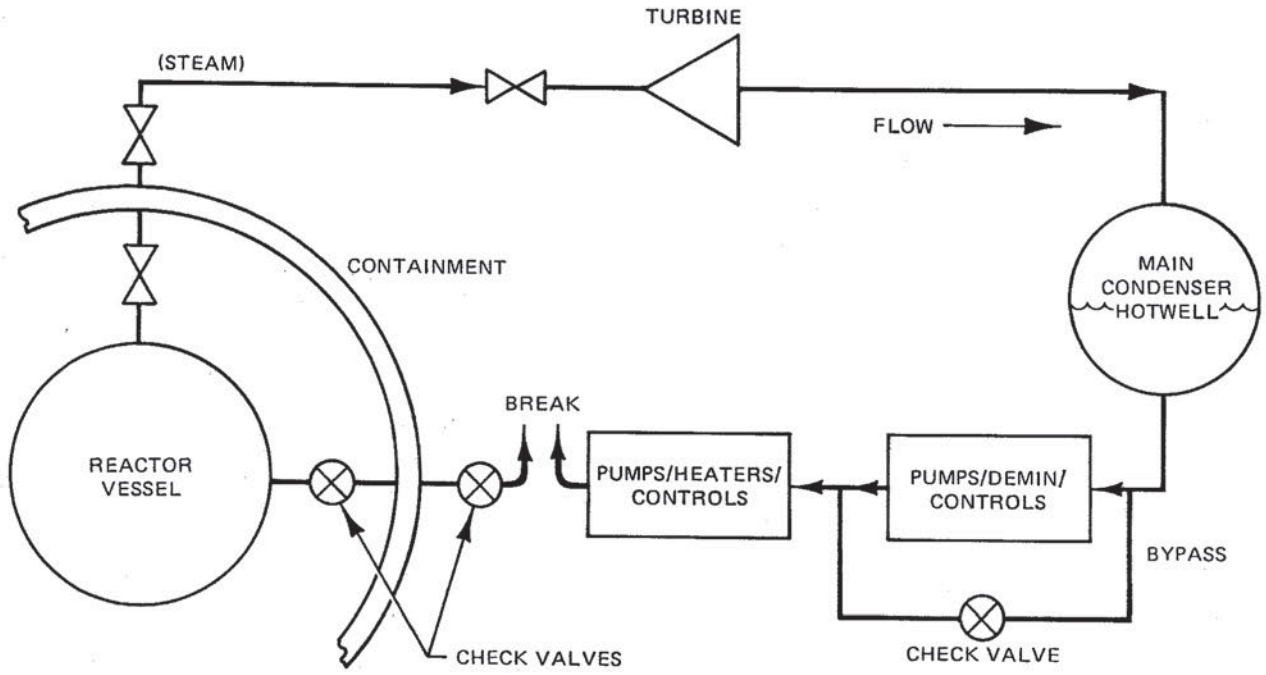 TURBINE
(STEAM)
FLOW
CONTAINMENT
MAIN
CONDENSER
HOTWELL
BREAK
REACTOR
VESSEL
PUMPS/HEATERS/
CONTROLS
PUMPS/DEMIN/
CONTROLS
BYPASS
CHECK VALVES
CHECK VALVE